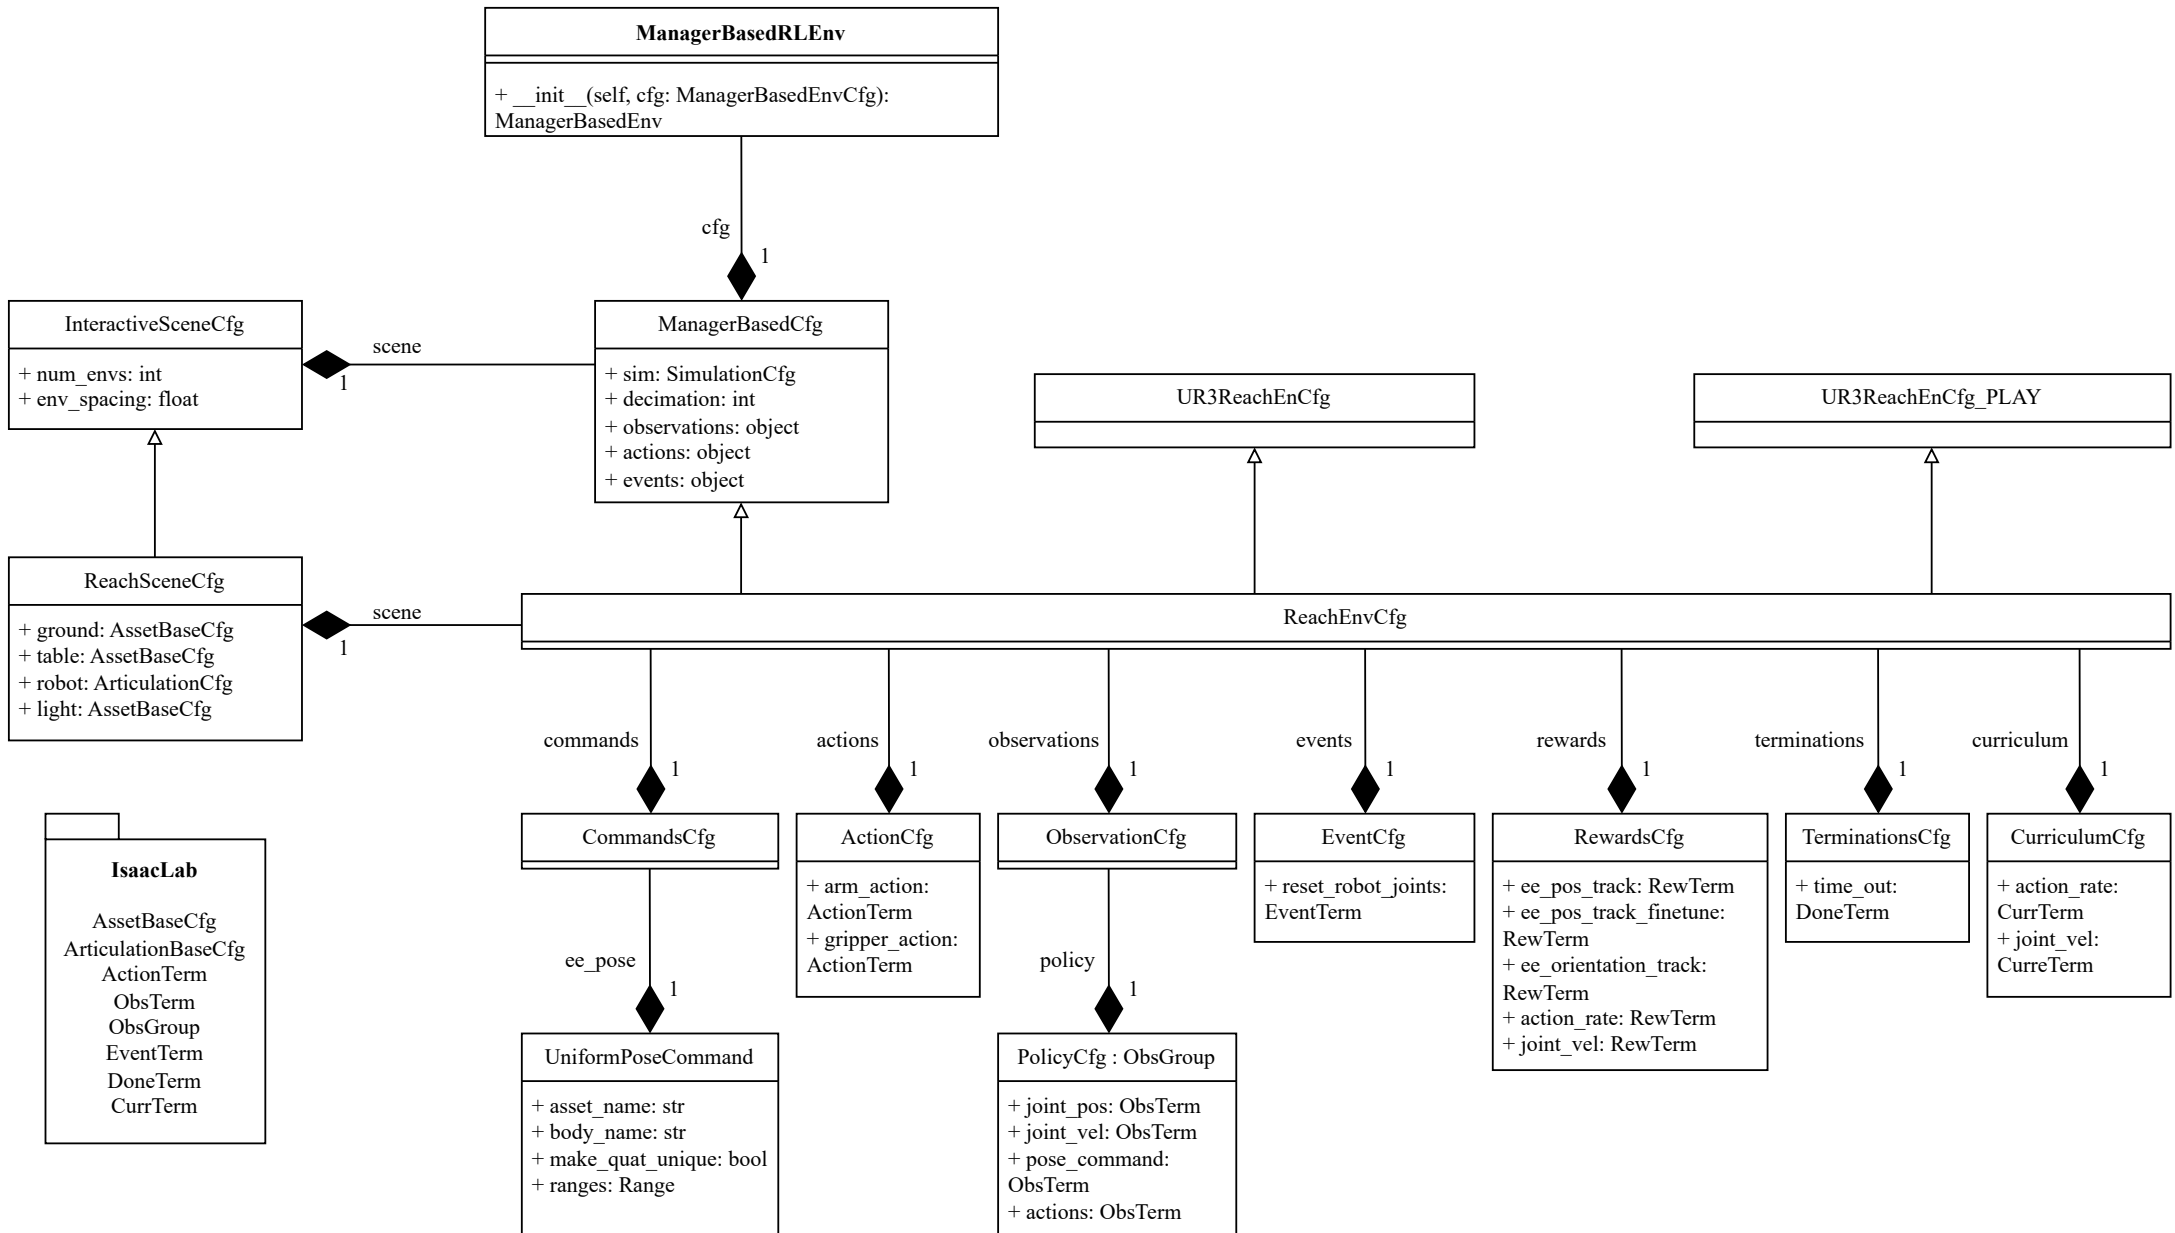 ManagerBasedRLEnv
+ __init__(self, cfg: ManagerBasedEnvCfg):
ManagerBasedEnv
cfg
1
InteractiveSceneCfg
+ num_envs: int
+ env_spacing: float
scene
1
ManagerBasedCfg
+ sim: SimulationCfg
+ decimation: int
+ observations: object
+ actions: object
+ events: object
UR3ReachEnCfg
UR3ReachEnCfg_PLAY
ReachSceneCfg
+ ground: AssetBaseCfg
+ table: AssetBaseCfg
+ robot: ArticulationCfg
+ light: AssetBaseCfg
scene
1
ReachEnvCfg
commands
1
actions
1
observations
1
events
1
rewards
1
terminations
1
curriculum
1
IsaacLab
AssetBaseCfg
ArticulationBaseCfg
ActionTerm
ObsTerm
ObsGroup
EventTerm
DoneTerm
CurrTerm
CommandsCfg
ee_pose
1
UniformPoseCommand
+ asset_name: str
+ body_name: str
+ make_quat_unique: bool
+ ranges: Range
ActionCfg
+ arm_action:
ActionTerm
+ gripper_action:
ActionTerm
ObservationCfg
policy
1
PolicyCfg : ObsGroup
+ joint_pos: ObsTerm
+ joint_vel: ObsTerm
+ pose_command:
ObsTerm
+ actions: ObsTerm
EventCfg
+ reset_robot_joints:
EventTerm
RewardsCfg
+ ee_pos_track: RewTerm
+ ee_pos_track_finetune:
RewTerm
+ ee_orientation_track:
RewTerm
+ action_rate: RewTerm
+ joint_vel: RewTerm
TerminationsCfg
+ time_out:
DoneTerm
CurriculumCfg
+ action_rate:
CurrTerm
+ joint_vel:
CurreTerm